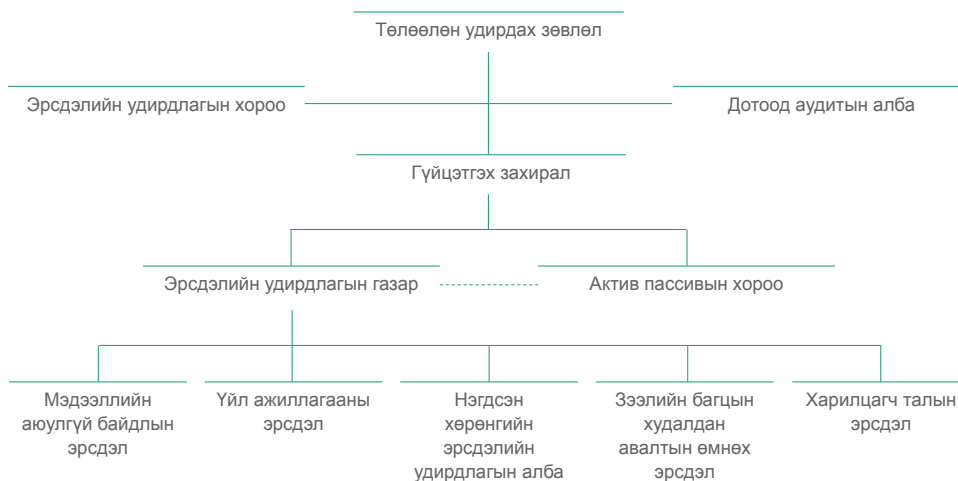 Төлөөлөн удирдах зөвлөл
Эрсдэлийн удирдлагын хороо
Дотоод аудитын алба
Гүйцэтгэх захирал
Эрсдэлийн удирдлагын газар
Актив пассивын хороо
Мэдээллийн
аюулгүй байдлын
эрсдэл
Үйл ажиллагааны
эрсдэл
Нэгдсэн
хөрөнгийн
эрсдэлийн
удирдлагын алба
Зээлийн багцын
худалдан
авалтын өмнөх
эрсдэл
Харилцагч талын
эрсдэл